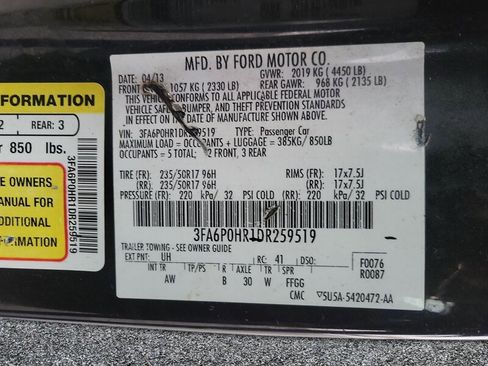 FORMATION
2 REAR: 3
r 850 lbs.
E OWNERS
ANUAL FOR
ADDITIONAL
FORMATION
3FA6P0HR1DR259519
MFD. BY FORD MOTOR CO.
DATE: 04/13 GVWR: 2019 KG ( 4450 LB)
FRONT 1057 KG ( 2330 LB) REAR GAWR: 968 KG ( 2135 LB)
THIS VEHICLE CONFORMS TO ALL APPLICABLE FEDERAL MOTOR
VEHICLE SAFETY, BUMPER, AND THEFT PREVENTION STANDARDS
IN EFFECT ON THE DATE OF MANUFACTURE SHOWN ABOVE.
VIN: 3FA6P0HR1DR259519 TYPE: Passenger Car
MAXIMUM LOAD = OCCUPANTS + LUGGAGE = 385KG/ 850LB
OCCUPANTS = 5 TOTAL: 2 FRONT, 3 REAR
TIRE (FR): 235/50R17 96H RIMS (FR): 17x7.5J
TIRE (RR): 235/50R17 96H RIMS (RR): 17x7.5J
PRESSURE (FR): 220 kPa/ 32 PSI COLD (RR): 220 kPa/ 32 PSI COLD
3FA6P0HR1DR259519
TRAILER TOWING - SEE OWNER GUIDE
EXT PNT: UH RC: 41 DSO: F0076
R0087
INT TR TP/PS R AXLE TR SPR
AW B 30 W FFGG
CMC 5U5A-5420472-AA